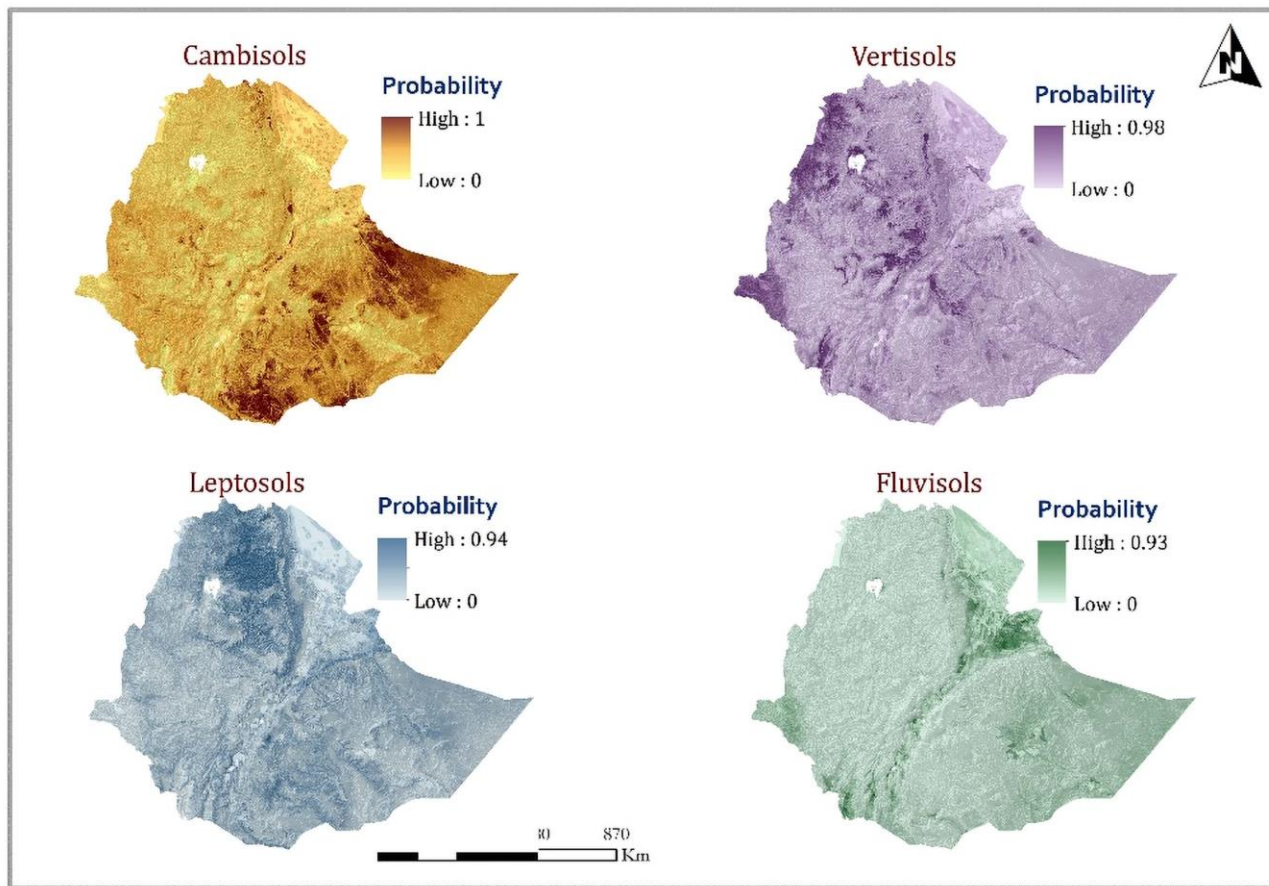 Cambisols
Probability
High : 1
Low : 0
Vertisols
Probability
High : 0.98
Low : 0
N
Leptosols
Probability
High : 0.94
Low : 0
Fluvisols
Probability
High : 0.93
Low : 0
870
Km